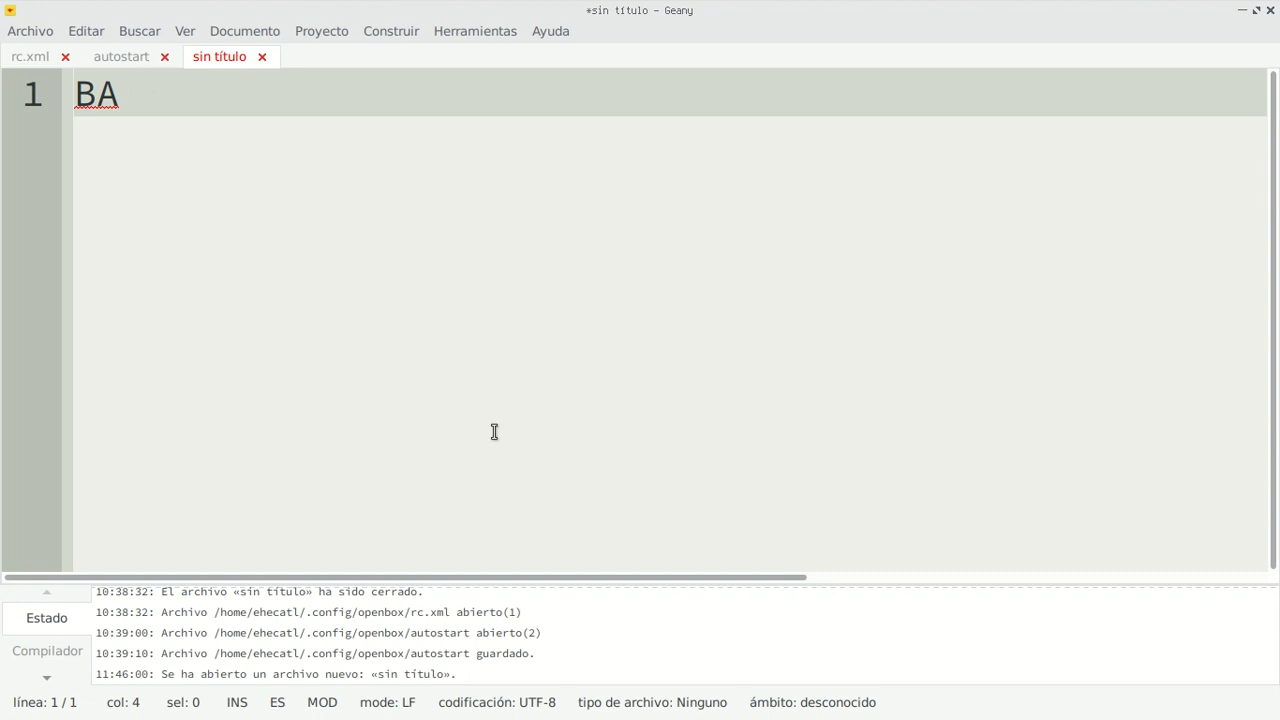 *sin título - Geany
Archivo Editar Buscar Ver Documento Proyecto Construir Herramientas Ayuda
rc.xml autostart sin título
1 BA
10:38:32: El archivo «sin título» ha sido cerrado.
10:38:32: Archivo /home/ehecatl/.config/openbox/rc.xml abierto(1)
Estado
10:39:00: Archivo /home/ehecatl/.config/openbox/autostart abierto(2)
Compilador
10:39:10: Archivo /home/ehecatl/.config/openbox/autostart guardado.
11:46:00: Se ha abierto un archivo nuevo: «sin título».
línea: 1 / 1 col: 4 sel: 0 INS ES MOD mode: LF codificación: UTF-8 tipo de archivo: Ninguno ámbito: desconocido